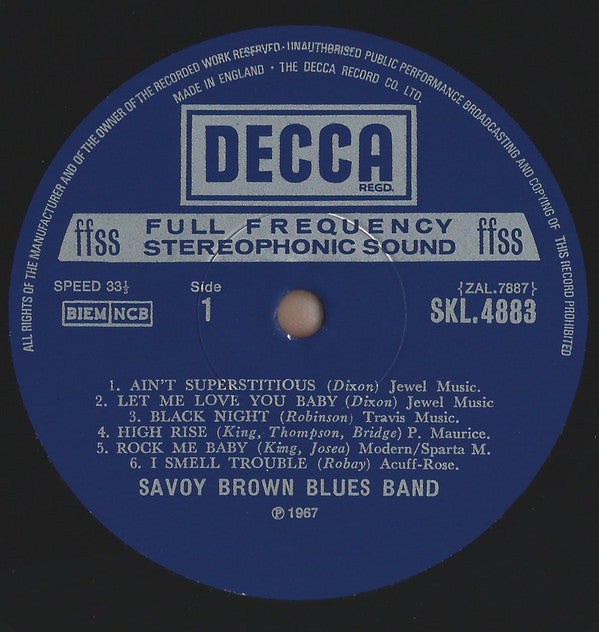 ALL RIGHTS OF THE MANUFACTURER AND OF THE OWNER OF THE RECORDED WORK RESERVED · UNAUTHORISED PUBLIC PERFORMANCE BROADCASTING AND COPYING OF THIS RECORD PROHIBITED
MADE IN ENGLAND · THE DECCA RECORD CO. LTD.
DECCA
REGD.
ffss FULL FREQUENCY STEREOPHONIC SOUND ffss
SPEED 33⅓ Side 1 {ZAL.7887}
BIEM NCB SKL.4883
1. AIN'T SUPERSTITIOUS (Dixon) Jewel Music.
2. LET ME LOVE YOU BABY (Dixon) Jewel Music
3. BLACK NIGHT (Robinson) Travis Music.
4. HIGH RISE (King, Thompson, Bridge) P. Maurice.
5. ROCK ME BABY (King, Josea) Modern/Sparta M.
6. I SMELL TROUBLE (Robay) Acuff-Rose.
SAVOY BROWN BLUES BAND
℗ 1967